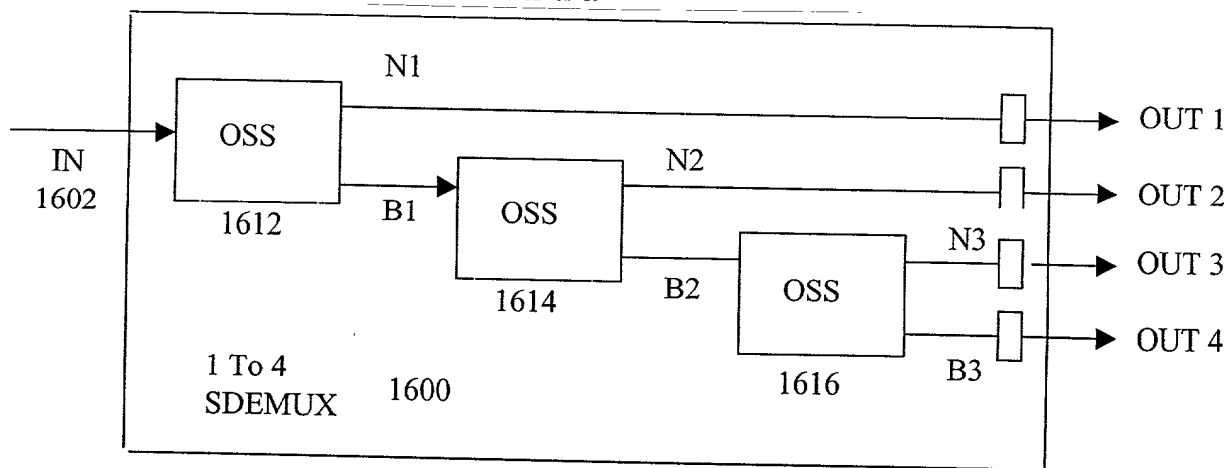 N1
OUT 1
OSS
IN
1602
N2
OUT 2
B1
1612
OSS
N3
OUT 3
B2
1614
OSS
OUT 4
B3
1616
1 To 4
SDEMUX
1600